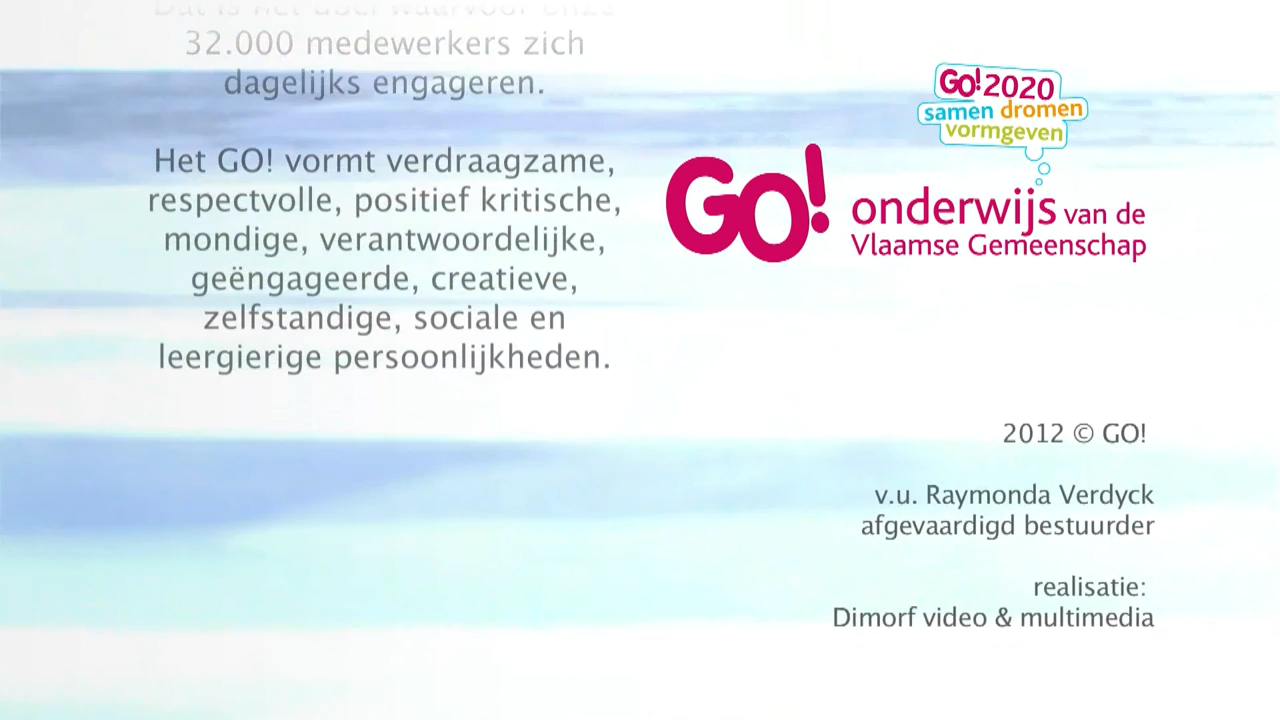 32.000 medewerkers zich
dagelijks engageren.
Het GO! vormt verdraagzame,
respectvolle, positief kritische,
mondige, verantwoordelijke,
geëngageerde, creatieve,
zelfstandige, sociale en
leergierige persoonlijkheden.
GO! 2020
samen dromen
vormgeven
GO!
onderwijs van de
Vlaamse Gemeenschap
2012 © GO!
v.u. Raymonda Verdyck
afgevaardigd bestuurder
realisatie:
Dimorf video & multimedia